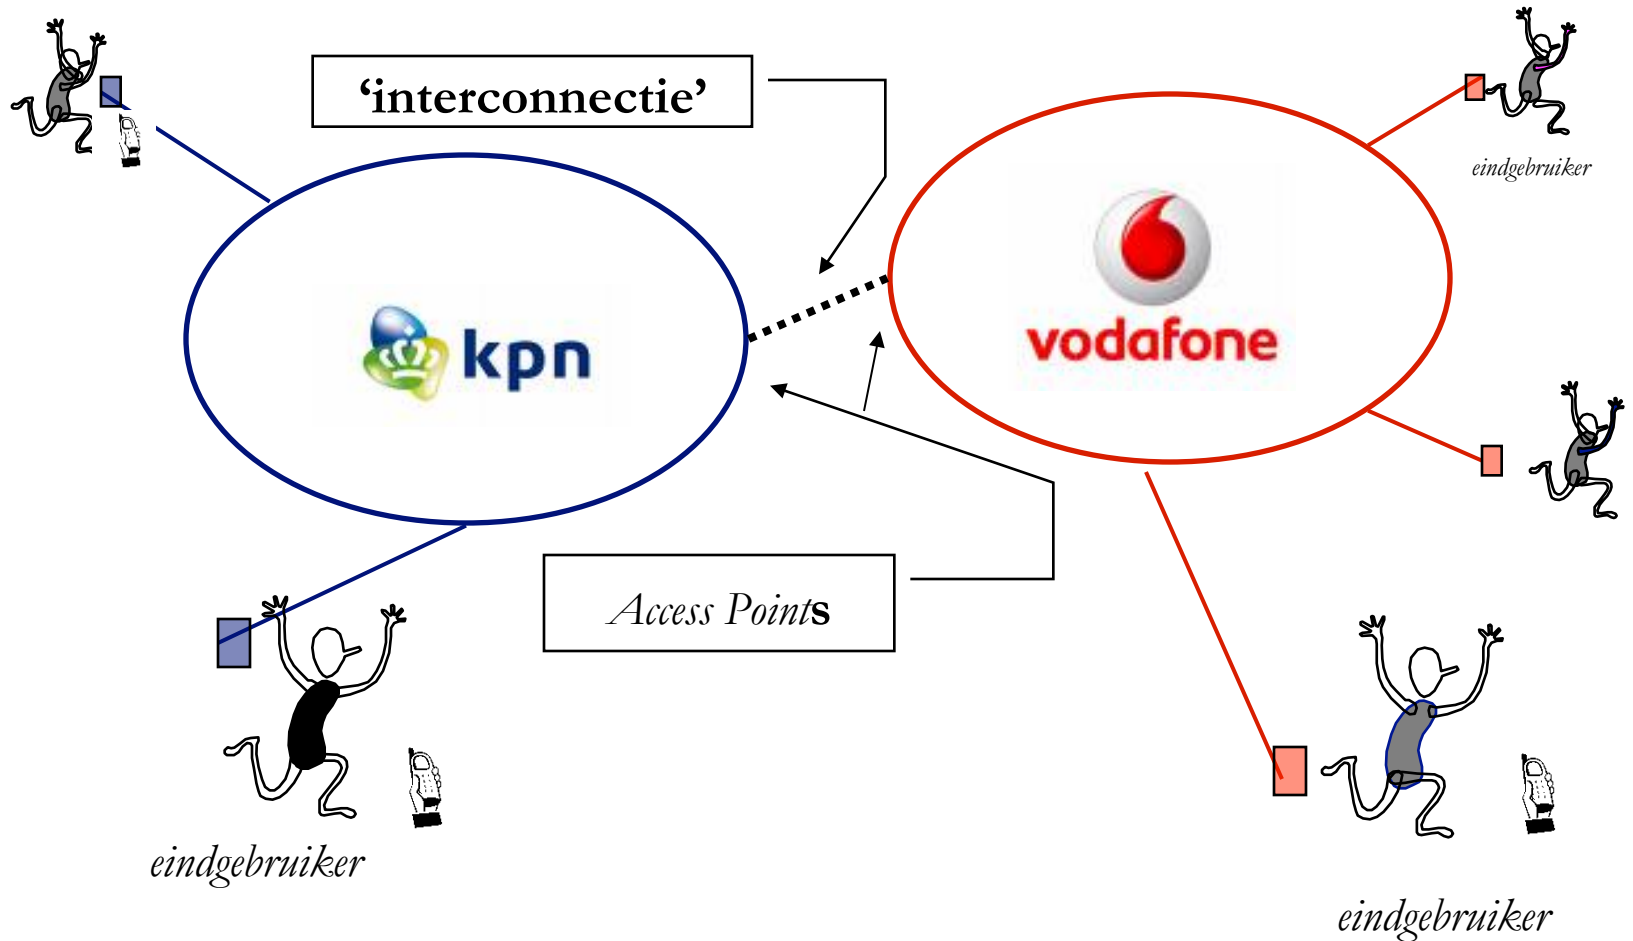 ‘interconnectie’
eindgebruiker
kpn
vodafone
Access Points
eindgebruiker
eindgebruiker